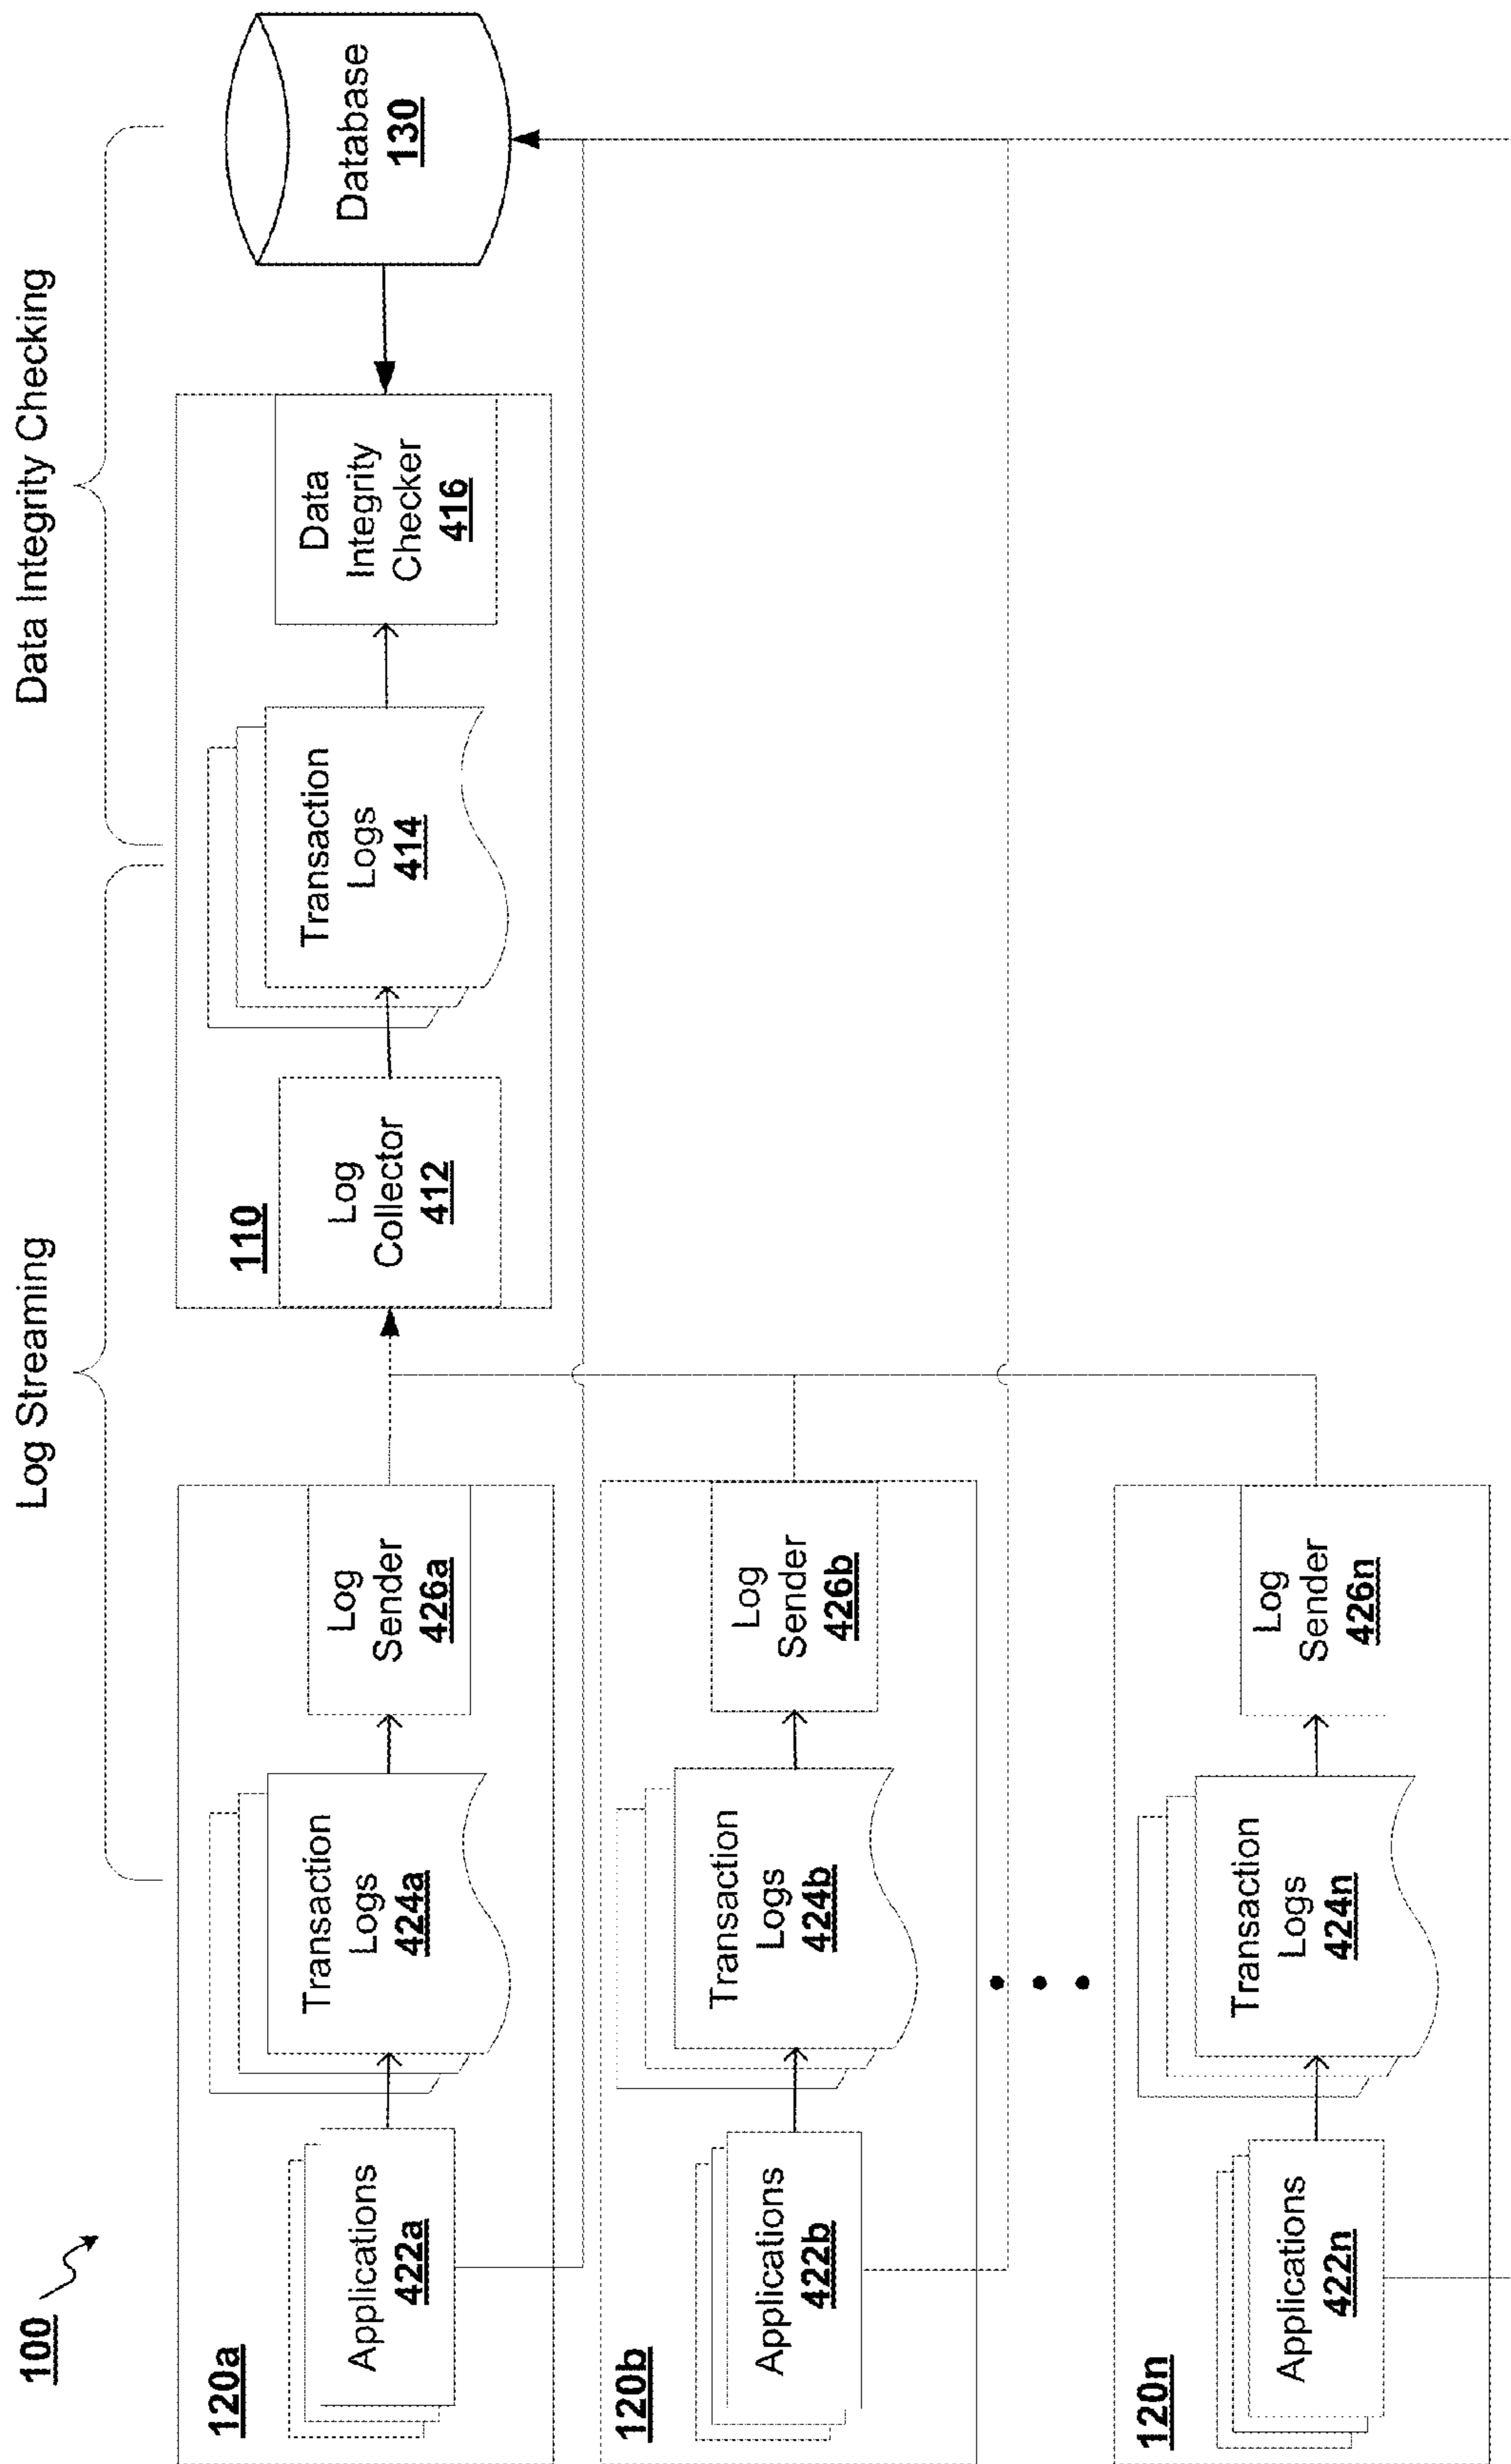 100
Log Streaming
Data Integrity Checking
120a
Applications
422a
Transaction
Logs
424a
Log
Sender
426a
110
Log
Collector
412
Transaction
Logs
414
Data
Integrity
Checker
416
Database
130
120b
Applications
422b
Transaction
Logs
424b
Log
Sender
426b
120n
Applications
422n
Transaction
Logs
424n
Log
Sender
426n